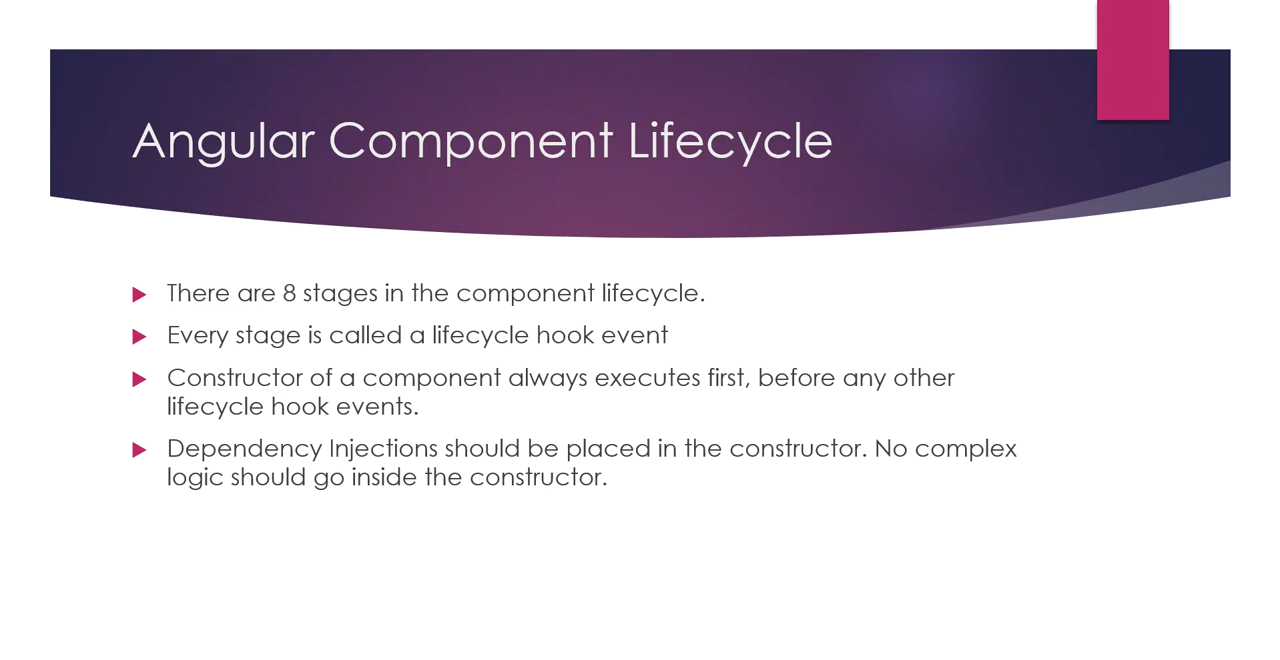 Angular Component Lifecycle
There are 8 stages in the component lifecycle.
Every stage is called a lifecycle hook event
Constructor of a component always executes first, before any other
lifecycle hook events.
Dependency Injections should be placed in the constructor. No complex
logic should go inside the constructor.